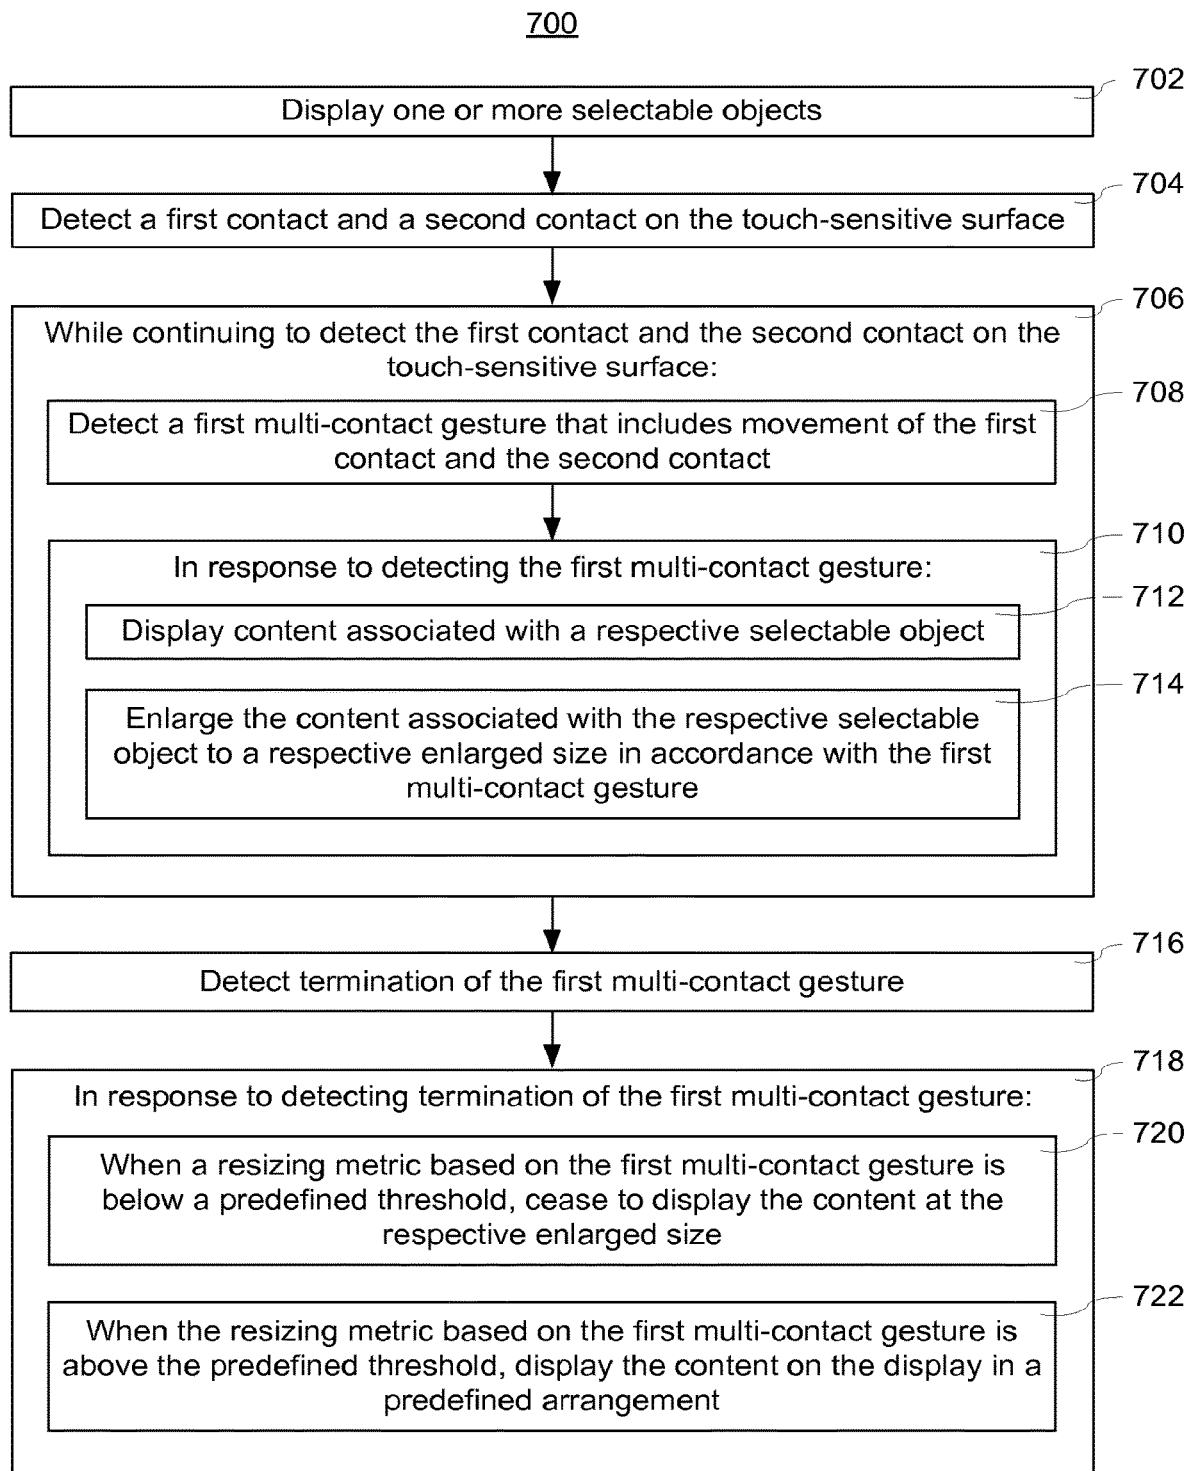 700
702
Display one or more selectable objects
704
Detect a first contact and a second contact on the touch-sensitive surface
706
While continuing to detect the first contact and the second contact on the
touch-sensitive surface:
708
Detect a first multi-contact gesture that includes movement of the first
contact and the second contact
710
In response to detecting the first multi-contact gesture:
712
Display content associated with a respective selectable object
714
Enlarge the content associated with the respective selectable
object to a respective enlarged size in accordance with the first
multi-contact gesture
716
Detect termination of the first multi-contact gesture
718
In response to detecting termination of the first multi-contact gesture:
720
When a resizing metric based on the first multi-contact gesture is
below a predefined threshold, cease to display the content at the
respective enlarged size
722
When the resizing metric based on the first multi-contact gesture is
above the predefined threshold, display the content on the display in a
predefined arrangement